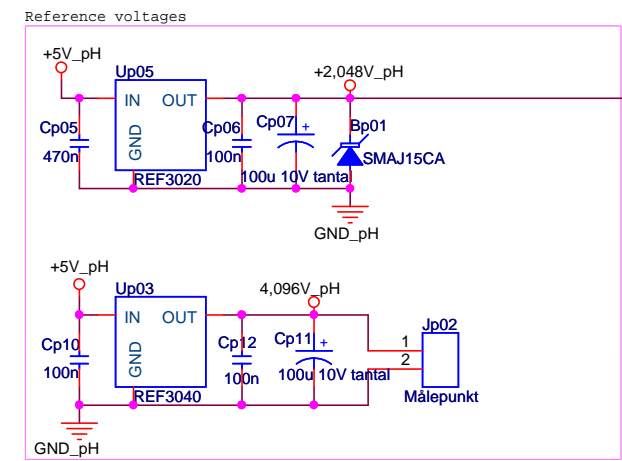 Reference voltages
+5V_pH
Up05
+2,048V_pH
IN OUT
GND
Cp05
470n
Cp06
100n
Cp07
+
100u 10V tantal
Bp01
SMAJ15CA
REF3020
GND_pH
+5V_pH
Up03
4,096V_pH
IN OUT
GND
Cp10
100n
Cp12
100n
Cp11
+
100u 10V tantal
Jp02
1
2
Målepunkt
REF3040
GND_pH